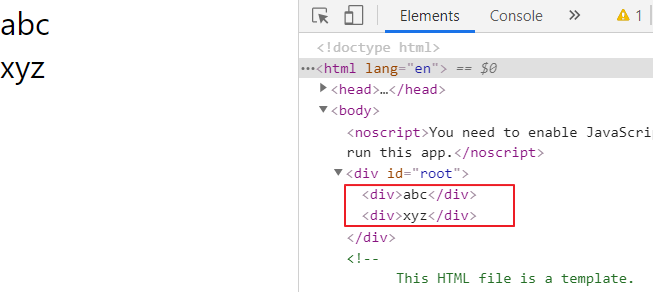 abc
xyz
Elements Console » 1
<!doctype html>
···<html lang="en"> == $0
<head>…</head>
<body>
<noscript>You need to enable JavaScri
run this app.</noscript>
<div id="root">
<div>abc</div>
<div>xyz</div>
</div>
<!--
This HTML file is a template.